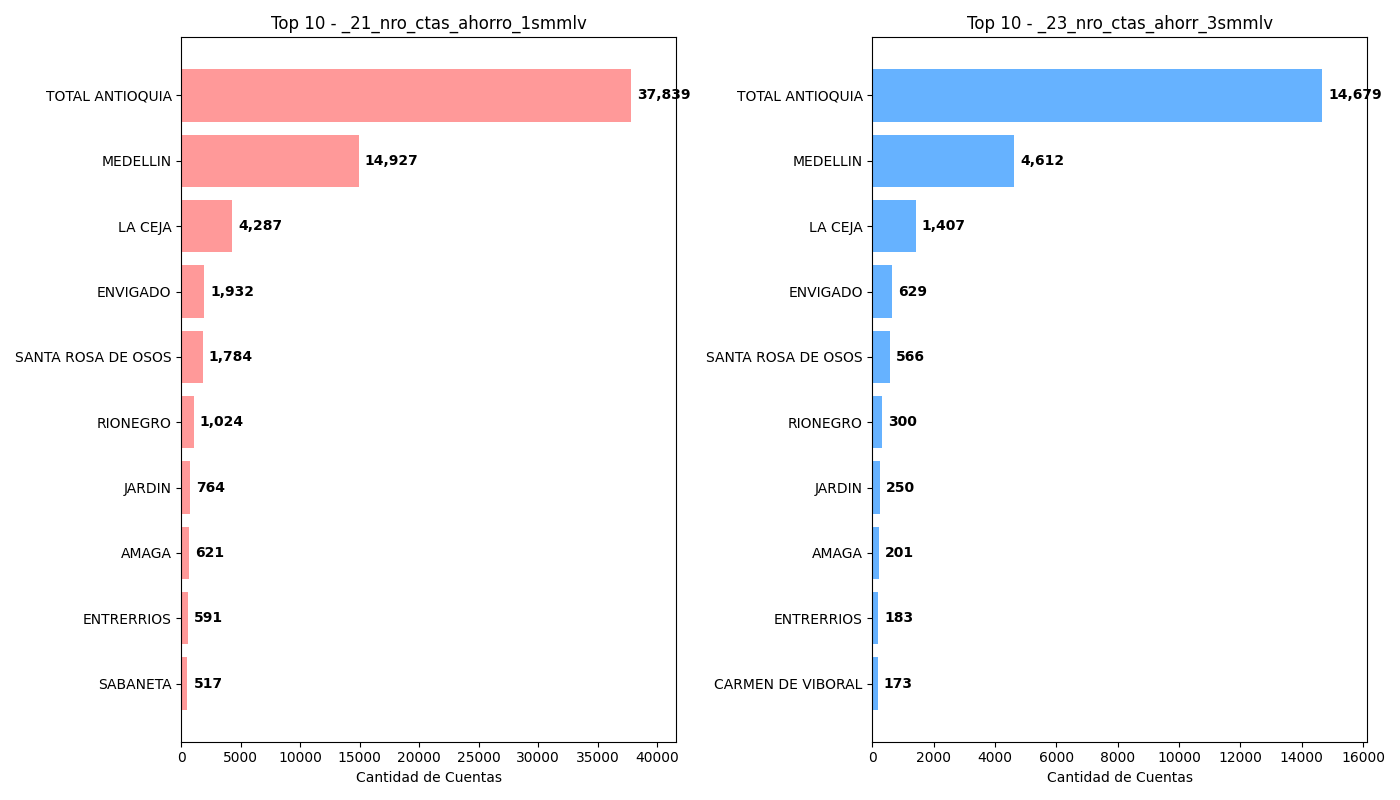 Top 10 - _21_nro_ctas_ahorro_1smmlv
TOTAL ANTIOQUIA 37,839
MEDELLIN 14,927
LA CEJA 4,287
ENVIGADO 1,932
SANTA ROSA DE OSOS 1,784
RIONEGRO 1,024
JARDIN 764
AMAGA 621
ENTRERRIOS 591
SABANETA 517
0 5000 10000 15000 20000 25000 30000 35000 40000
Cantidad de Cuentas
Top 10 - _23_nro_ctas_ahorr_3smmlv
TOTAL ANTIOQUIA 14,679
MEDELLIN 4,612
LA CEJA 1,407
ENVIGADO 629
SANTA ROSA DE OSOS 566
RIONEGRO 300
JARDIN 250
AMAGA 201
ENTRERRIOS 183
CARMEN DE VIBORAL 173
0 2000 4000 6000 8000 10000 12000 14000 16000
Cantidad de Cuentas